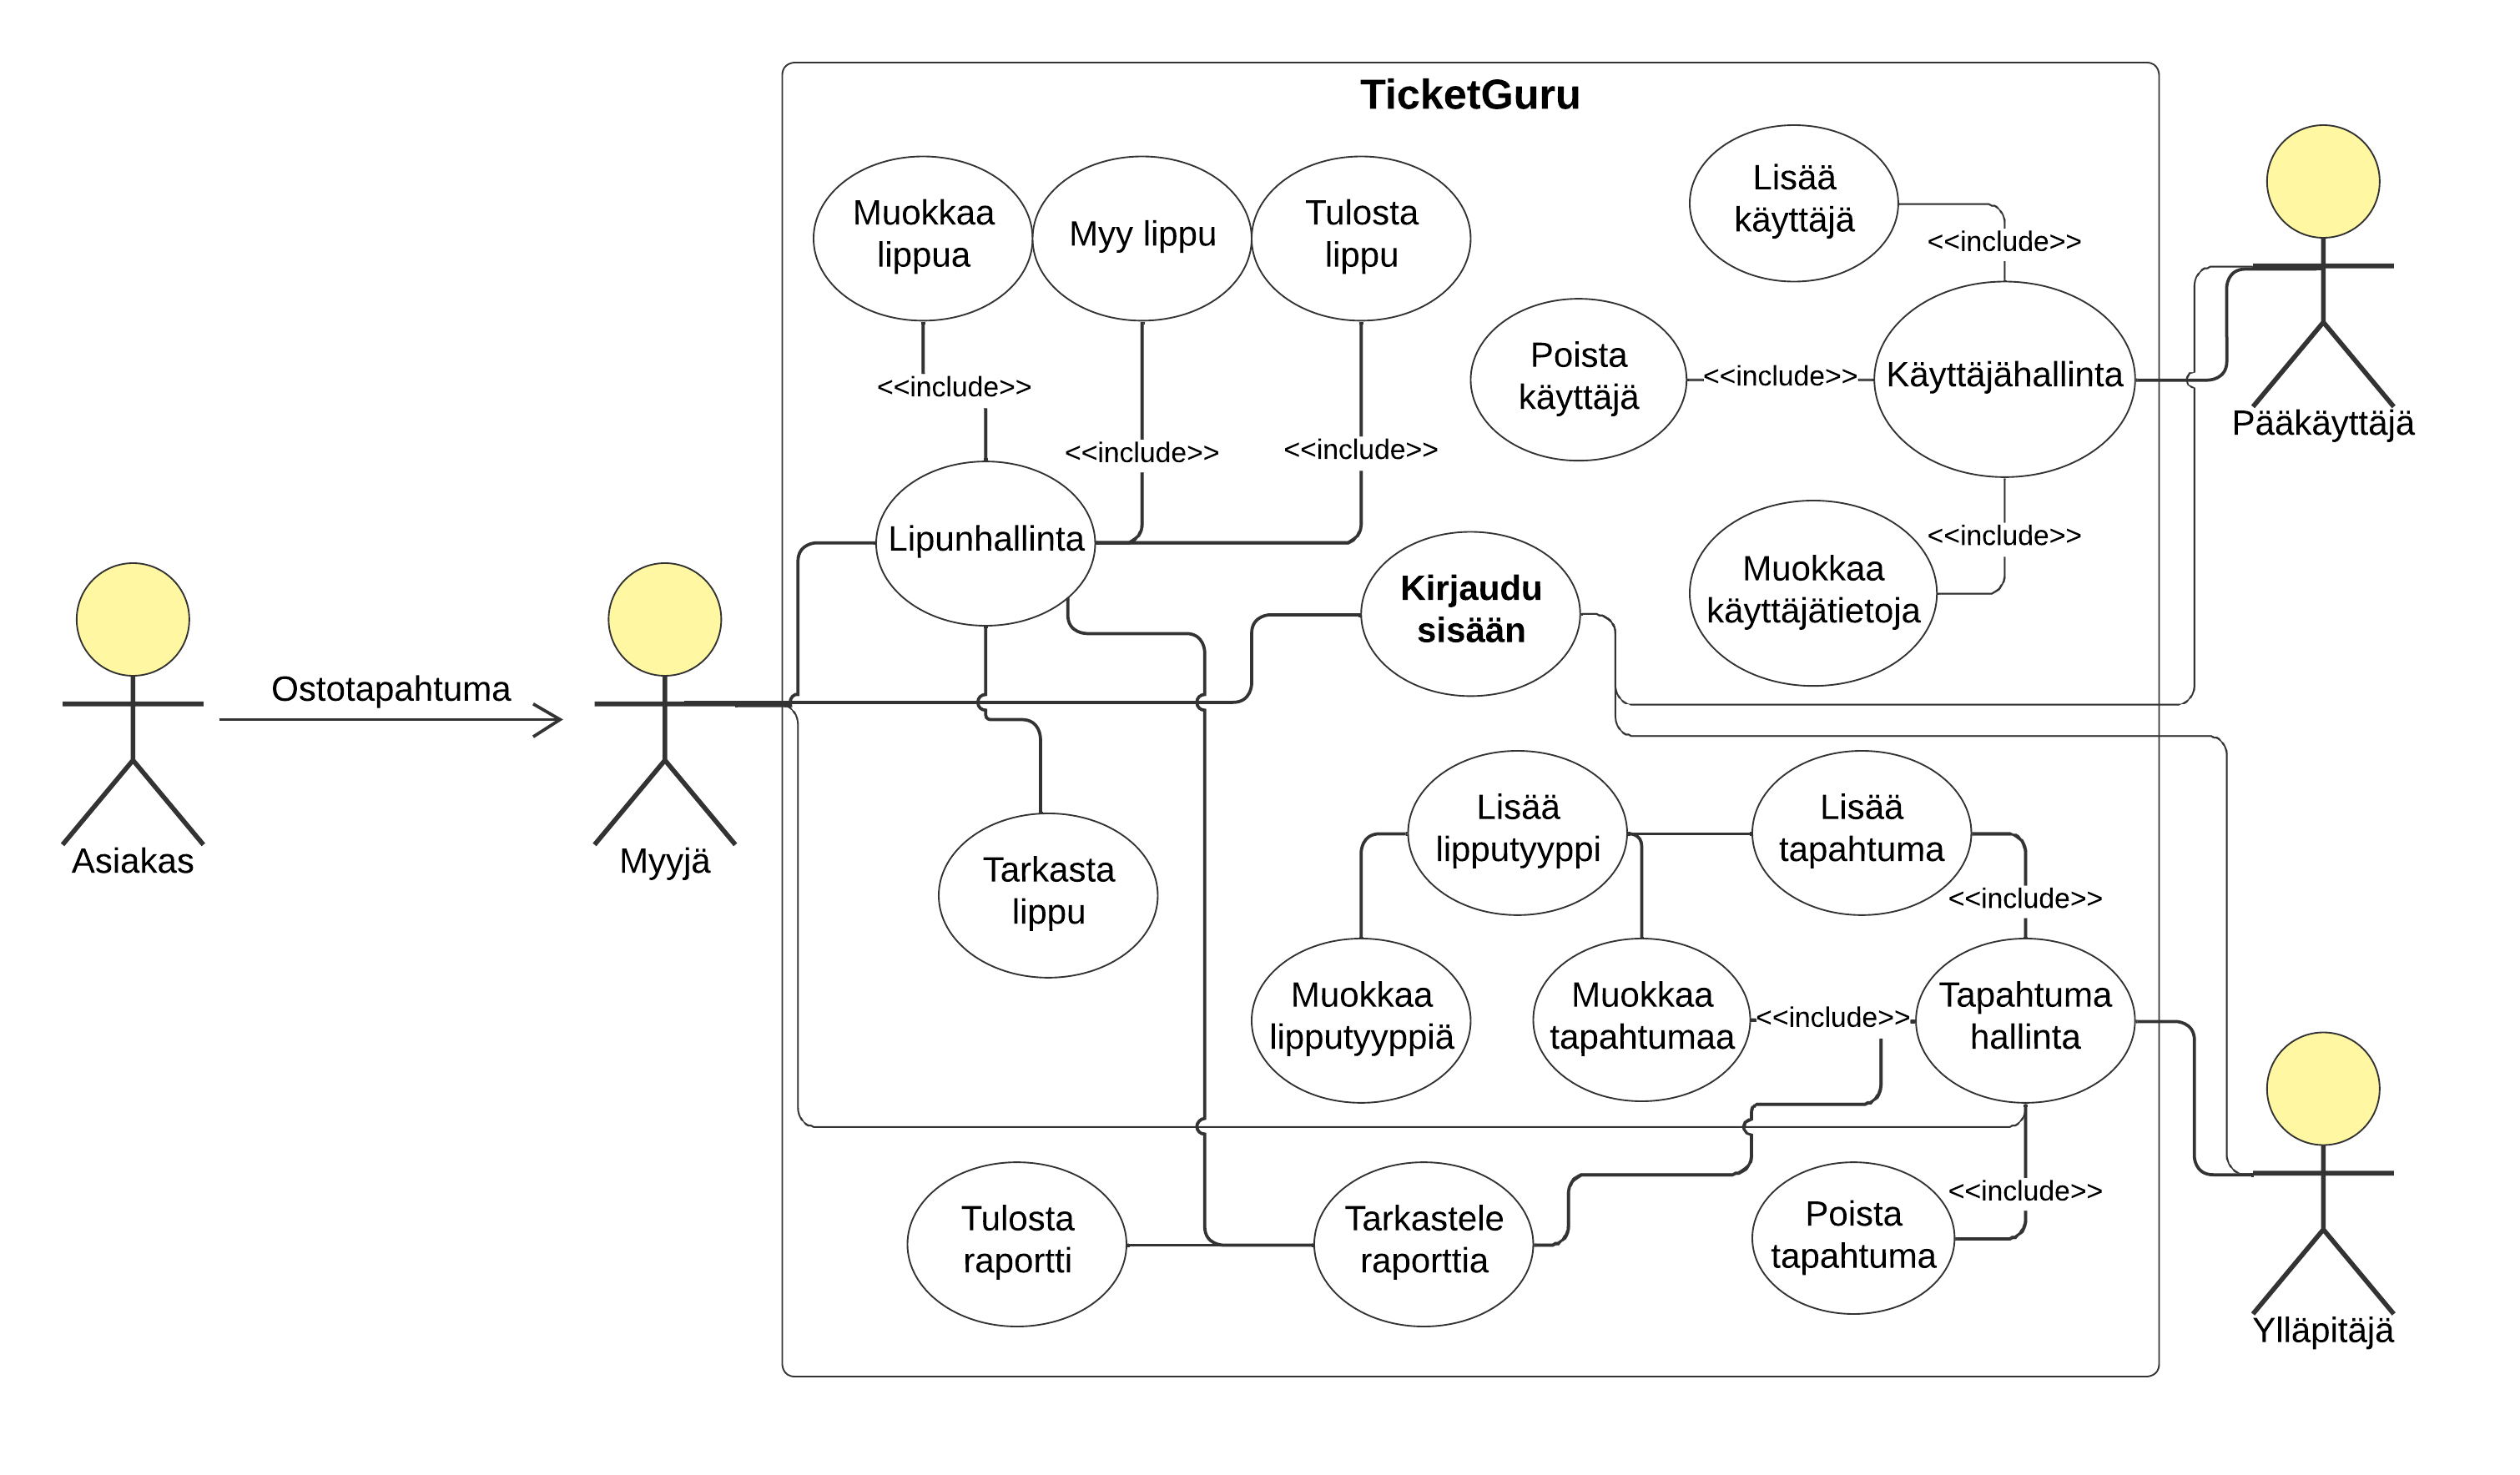 TicketGuru
Muokkaa
lippua
Myy lippu
Tulosta
lippu
Lisää
käyttäjä
<<include>>
Poista
käyttäjä
<<include>>
Käyttäjähallinta
Pääkäyttäjä
<<include>>
<<include>>
<<include>>
Lipunhallinta
Kirjaudu
sisään
<<include>>
Muokkaa
käyttäjätietoja
Ostotapahtuma
Asiakas
Myyjä
Tarkasta
lippu
Lisää
lipputyyppi
Lisää
tapahtuma
<<include>>
Muokkaa
lipputyyppiä
Muokkaa
tapahtumaa
<<include>>
Tapahtuma
hallinta
Tulosta
raportti
Tarkastele
raporttia
Poista
tapahtuma
<<include>>
Ylläpitäjä